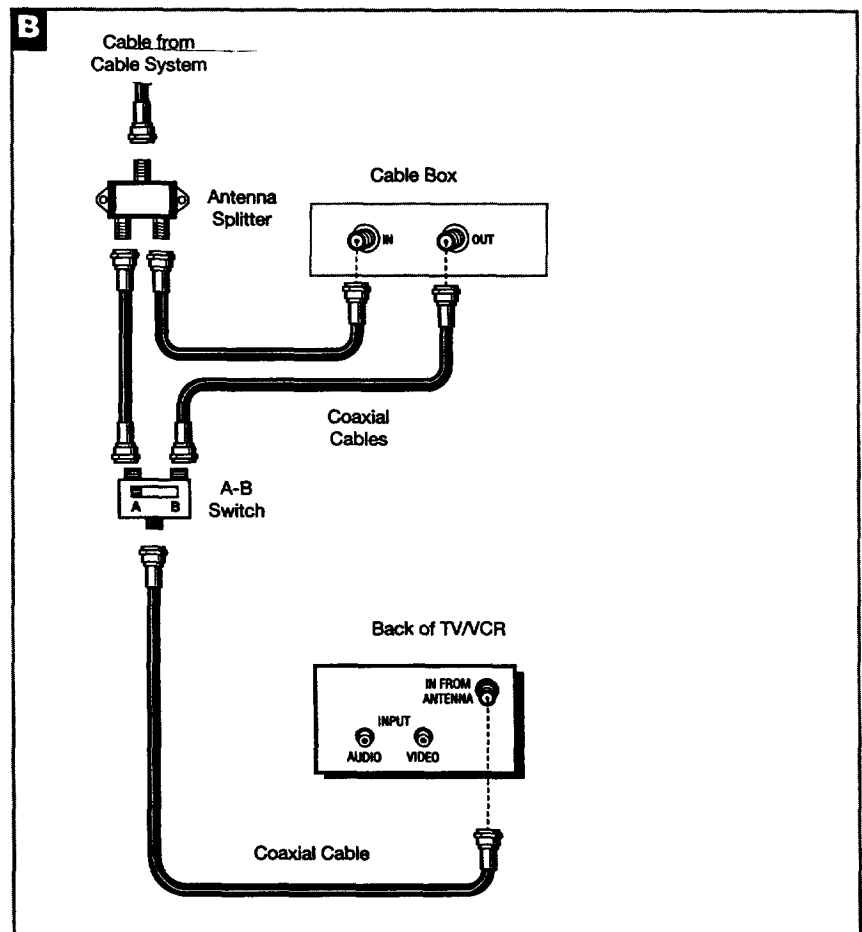 B
Cable from
Cable System
Antenna
Splitter
Cable Box
IN
OUT
Coaxial
Cables
A-B
Switch
A B
Back of TV/VCR
IN FROM
ANTENNA
INPUT
AUDIO VIDEO
Coaxial Cable